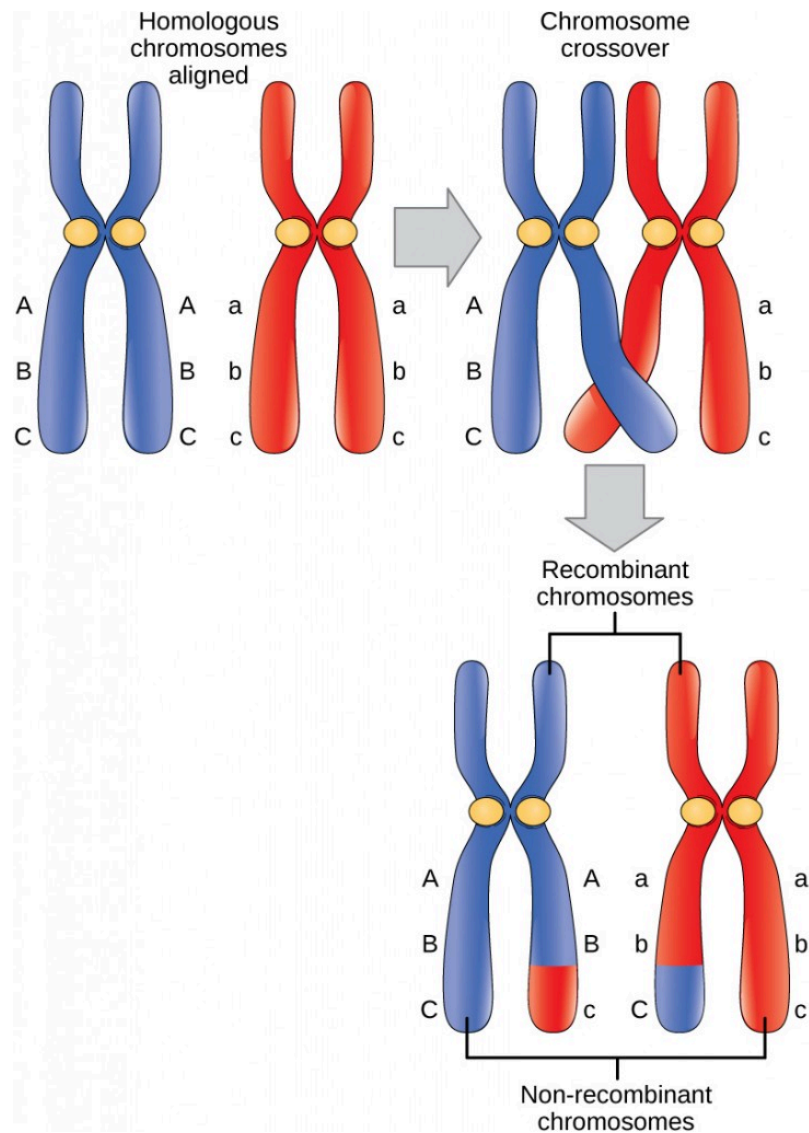 Homologous
chromosomes
aligned
Chromosome
crossover
A A a a A a
B B b b B b
C C c c C c
Recombinant
chromosomes
A A a a
B B b b
C c C c
Non-recombinant
chromosomes